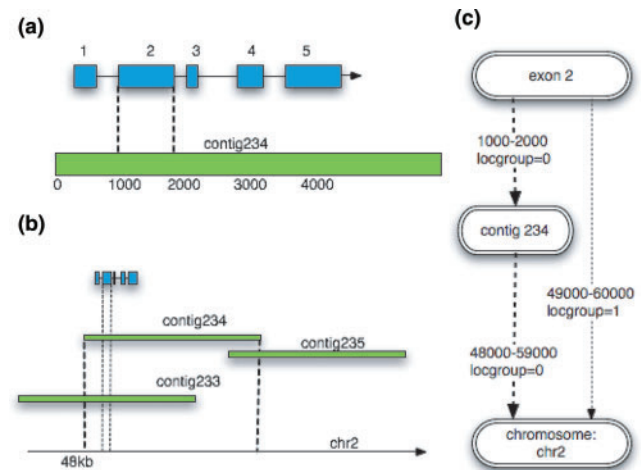 (a)
1 2 3 4 5
contig234
0 1000 2000 3000 4000
(b)
contig234
contig235
contig233
chr2
48kb
(c)
exon 2
1000-2000
locgroup=0
contig 234
49000-60000
locgroup=1
48000-59000
locgroup=0
chromosome:
chr2